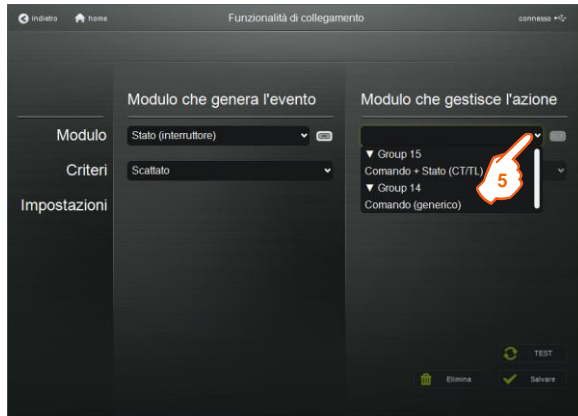 indietro home Funzionalità di collegamento connesso
Modulo che genera l'evento Modulo che gestisce l'azione
Modulo Stato (interruttore)
▼ Group 15
Criteri Scattato Comando + Stato (CT/TL)
▼ Group 14
5
Impostazioni Comando (generico)
TEST
Elimina Salvare